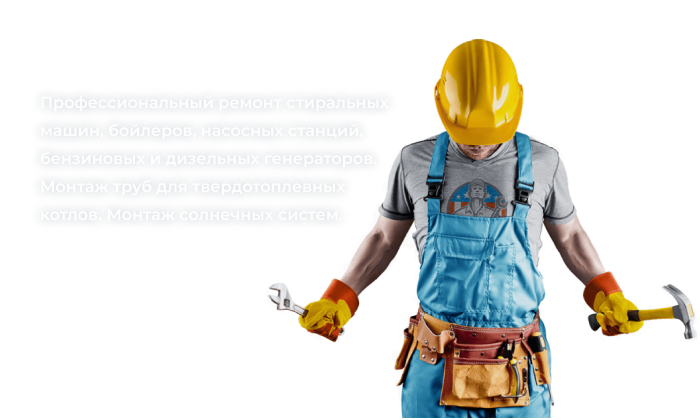 Профессиональный ремонт стиральных
машин, бойлеров, насосных станций,
бензиновых и дизельных генераторов.
Монтаж труб для твердотоплевных
котлов. Монтаж солнечных систем.